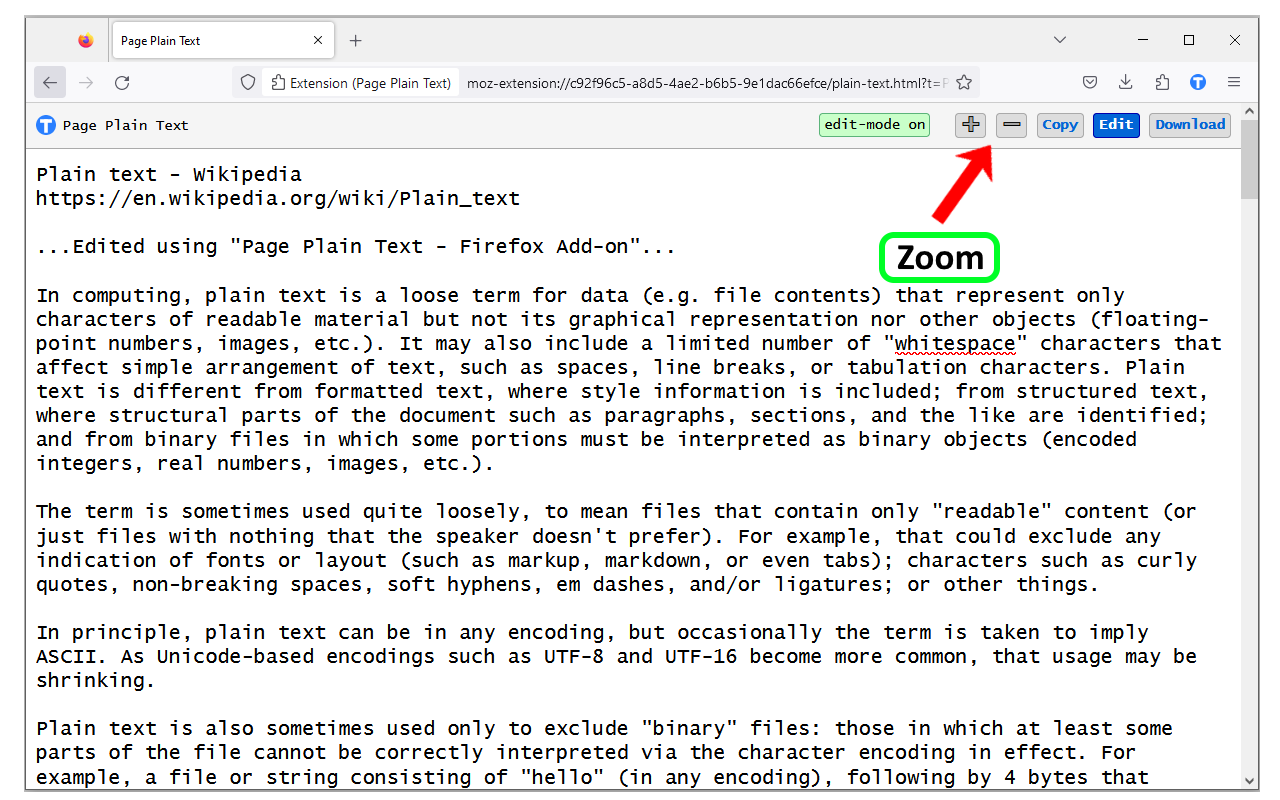 Page Plain Text
Extension (Page Plain Text) moz-extension://c92f96c5-a8d5-4ae2-b6b5-9e1dac66efce/plain-text.html?t=
Page Plain Text edit-mode on Copy Edit Download
Plain text - Wikipedia
https://en.wikipedia.org/wiki/Plain_text
...Edited using "Page Plain Text - Firefox Add-on"...
Zoom
In computing, plain text is a loose term for data (e.g. file contents) that represent only
characters of readable material but not its graphical representation nor other objects (floating-
point numbers, images, etc.). It may also include a limited number of "whitespace" characters that
affect simple arrangement of text, such as spaces, line breaks, or tabulation characters. Plain
text is different from formatted text, where style information is included; from structured text,
where structural parts of the document such as paragraphs, sections, and the like are identified;
and from binary files in which some portions must be interpreted as binary objects (encoded
integers, real numbers, images, etc.).
The term is sometimes used quite loosely, to mean files that contain only "readable" content (or
just files with nothing that the speaker doesn't prefer). For example, that could exclude any
indication of fonts or layout (such as markup, markdown, or even tabs); characters such as curly
quotes, non-breaking spaces, soft hyphens, em dashes, and/or ligatures; or other things.
In principle, plain text can be in any encoding, but occasionally the term is taken to imply
ASCII. As Unicode-based encodings such as UTF-8 and UTF-16 become more common, that usage may be
shrinking.
Plain text is also sometimes used only to exclude "binary" files: those in which at least some
parts of the file cannot be correctly interpreted via the character encoding in effect. For
example, a file or string consisting of "hello" (in any encoding), following by 4 bytes that